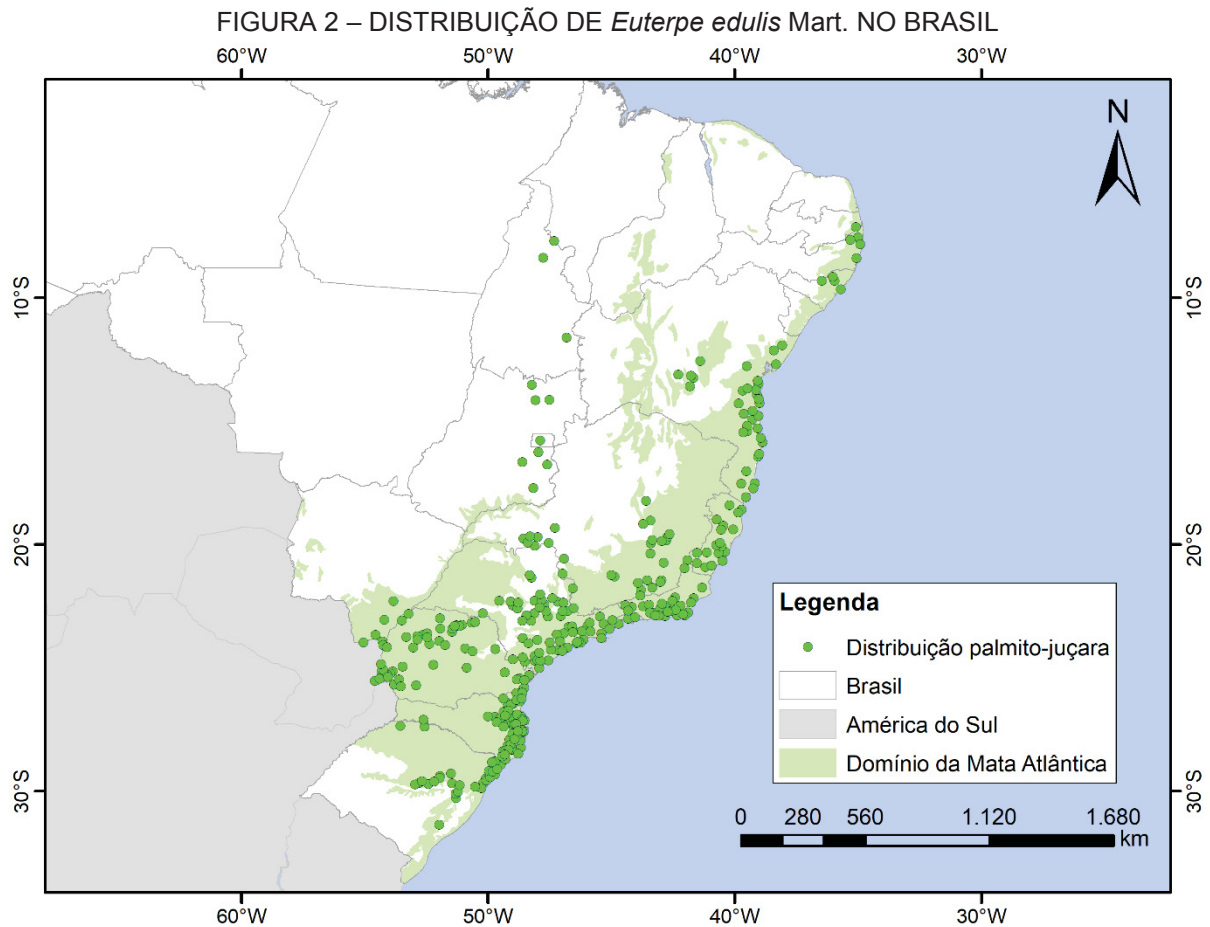 FIGURA 2 – DISTRIBUIÇÃO DE Euterpe edulis Mart. NO BRASIL
60°W 50°W 40°W 30°W
N
10°S 10°S
20°S 20°S
Legenda
Distribuição palmito-juçara
Brasil
América do Sul
Domínio da Mata Atlântica
30°S 30°S
0 280 560 1.120 1.680
km
60°W 50°W 40°W 30°W